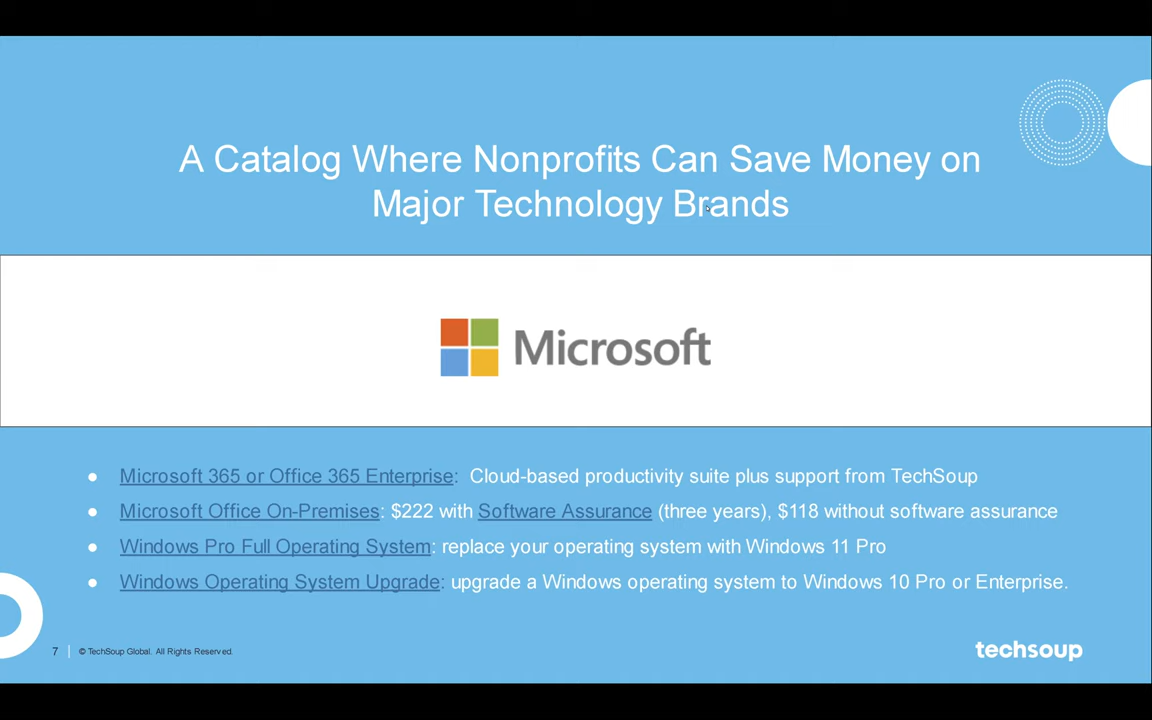 A Catalog Where Nonprofits Can Save Money on
Major Technology Brands
Microsoft
● Microsoft 365 or Office 365 Enterprise: Cloud-based productivity suite plus support from TechSoup
● Microsoft Office On-Premises: $222 with Software Assurance (three years), $118 without software assurance
● Windows Pro Full Operating System: replace your operating system with Windows 11 Pro
● Windows Operating System Upgrade: upgrade a Windows operating system to Windows 10 Pro or Enterprise.
7 | © TechSoup Global. All Rights Reserved.
techsoup